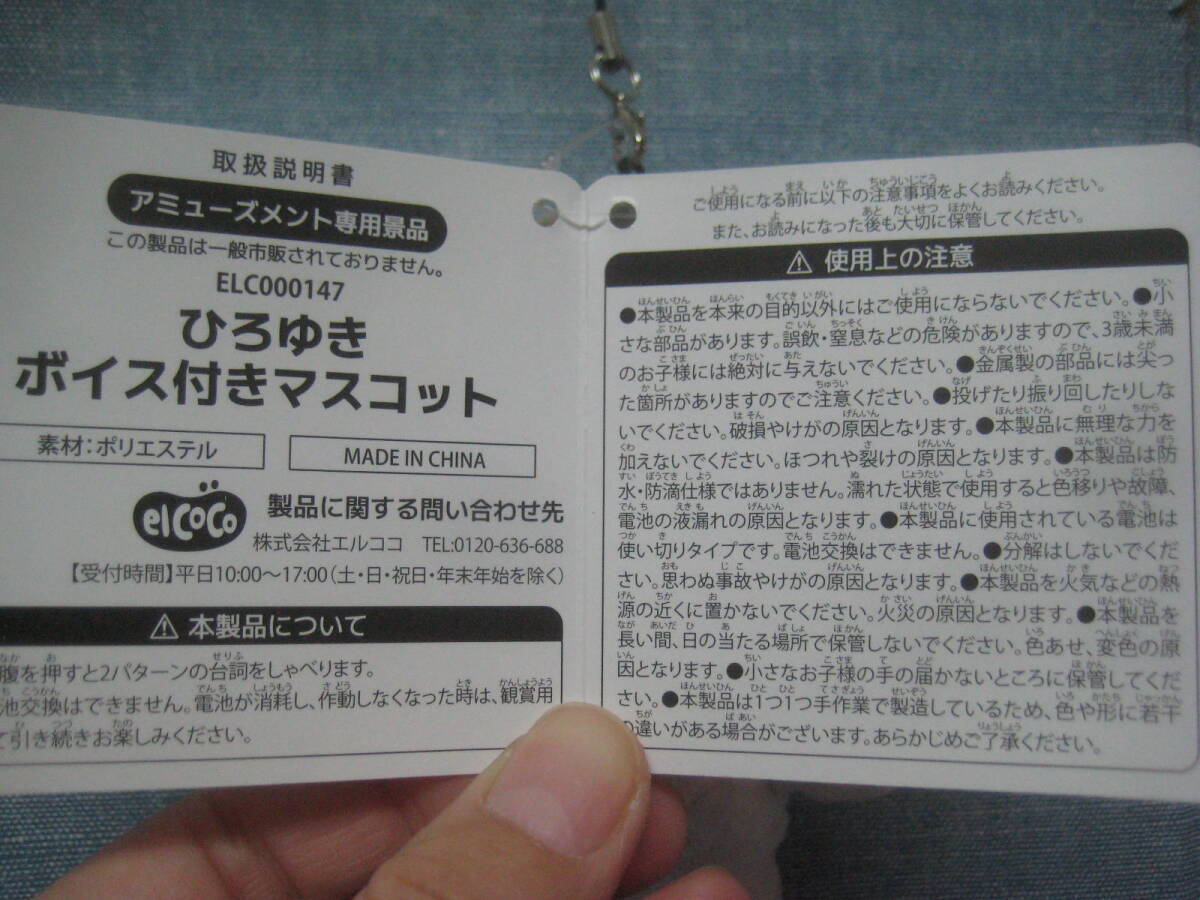 取扱説明書
アミューズメント専用景品
この製品は一般市販されておりません。
ELC000147
ひろゆき
ボイス付きマスコット
素材：ポリエステル
MADE IN CHINA
elcoco
製品に関する問い合わせ先
株式会社エルココ TEL:0120-636-688
【受付時間】平日10:00～17:00（土・日・祝日・年末年始を除く）
⚠ 本製品について
腹を押すと2パターンの台詞をしゃべります。
池交換はできません。電池が消耗し、作動しなくなった時は、観賞用
て引き続きお楽しみください。
ご使用になる前に以下の注意事項をよくお読みください。
また、お読みになった後も大切に保管してください。
⚠ 使用上の注意
●本製品を本来の目的以外にはご使用にならないでください。●小
さな部品があります。誤飲・窒息などの危険がありますので、3歳未満
のお子様には絶対に与えないでください。●金属製の部品には尖っ
た箇所がありますのでご注意ください。●投げたり振り回したりしな
いでください。破損やけがの原因となります。●本製品に無理な力を
加えないでください。ほつれや裂けの原因となります。●本製品は防
水・防滴仕様ではありません。濡れた状態で使用すると色移りや故障、
電池の液漏れの原因となります。●本製品に使用されている電池は
使い切りタイプです。電池交換はできません。●分解はしないでくだ
さい。思わぬ事故やけがの原因となります。●本製品を火気などの熱
源の近くに置かないでください。火災の原因となります。●本製品を
長い間、日の当たる場所で保管しないでください。色あせ、変色の原
因となります。●小さなお子様の手の届かないところに保管してくだ
さい。●本製品は1つ1つ手作業で製造しているため、色や形に若干
の違いがある場合がございます。あらかじめご了承ください。